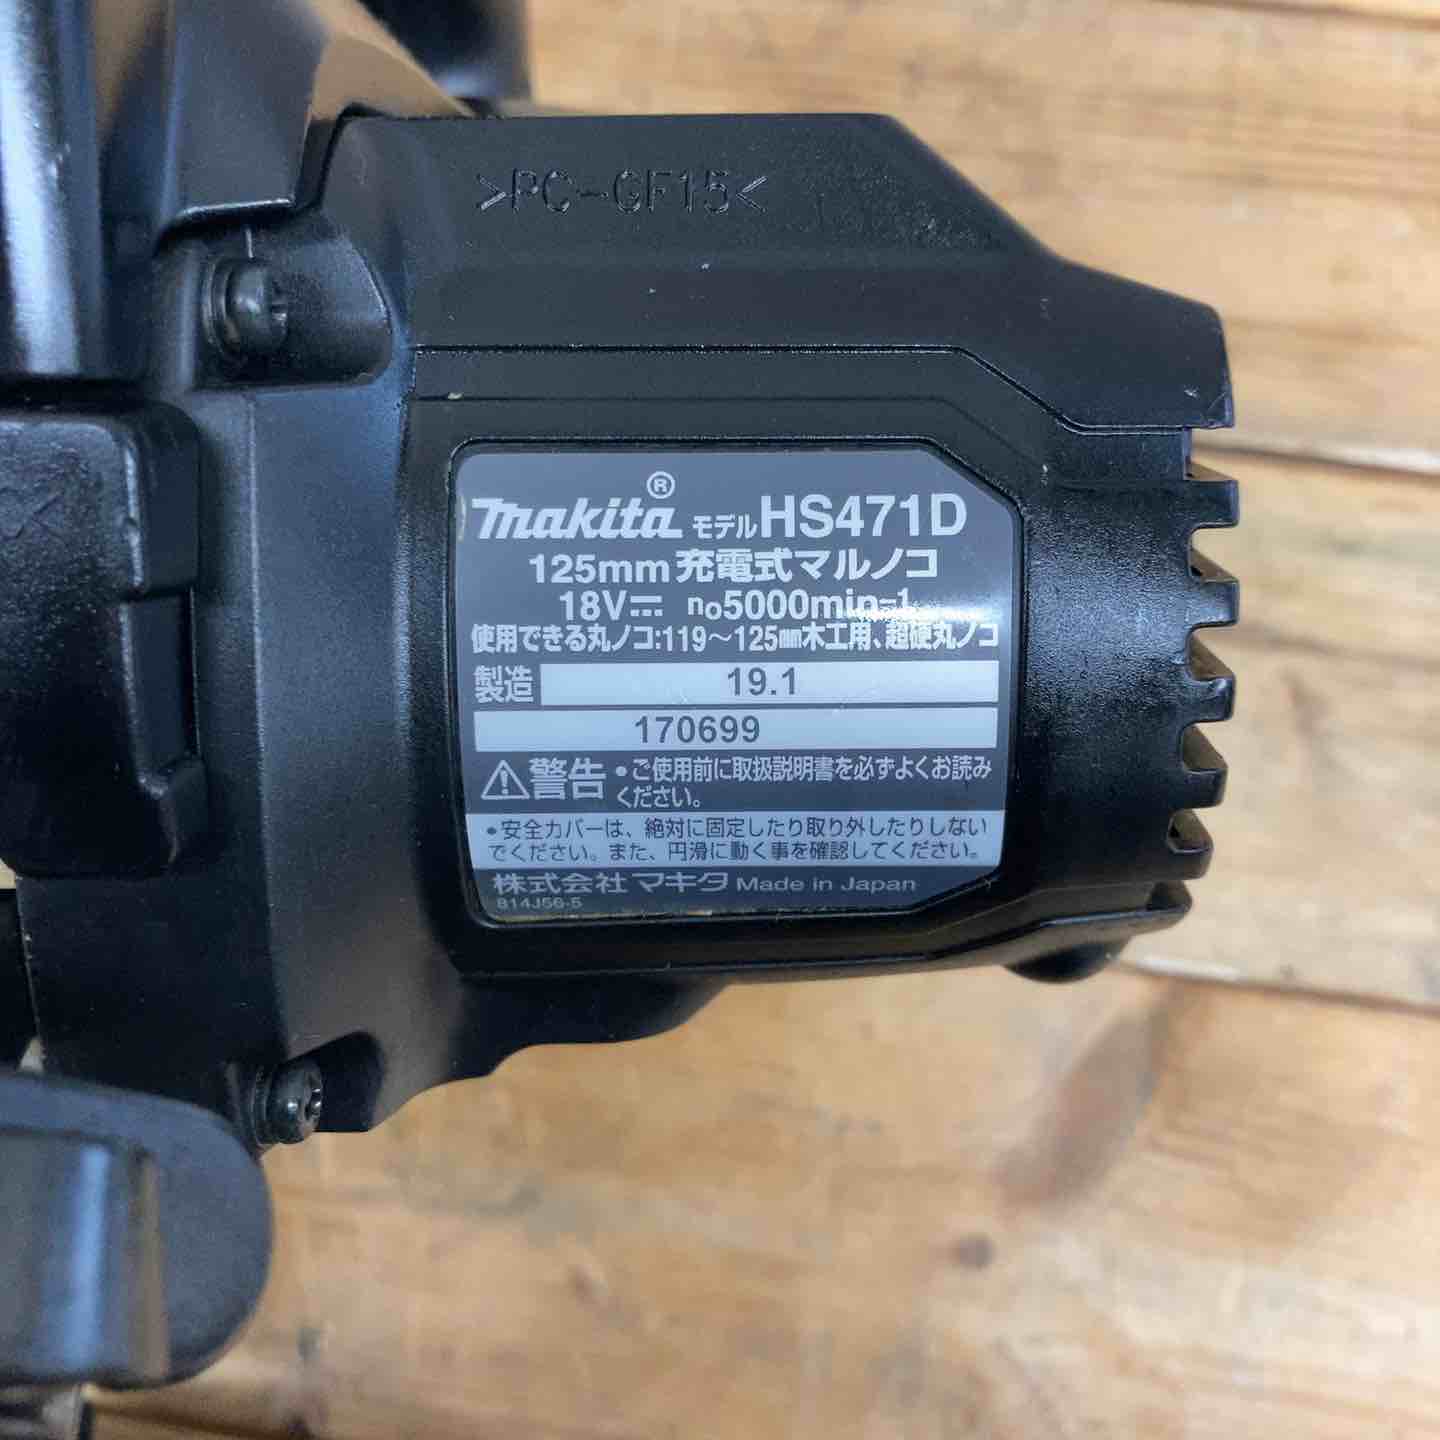 >PC-GF15<
makita® モデルHS471D
125mm 充電式マルノコ
18V⎓ n₀5000min⁻¹
使用できる丸ノコ:119～125mm木工用、超硬丸ノコ
製造 19.1
170699
⚠警告 •ご使用前に取扱説明書を必ずよくお読み
ください。
•安全カバーは、絶対に固定したり取り外したりしない
でください。また、円滑に動く事を確認してください。
株式会社マキタ Made in Japan
814J56-5